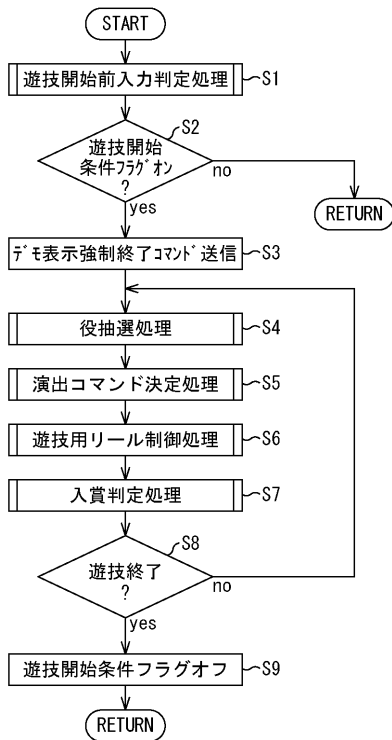 START
遊技開始前入力判定処理
S1
S2
遊技開始
条件フラグオン
?
no
yes
RETURN
デモ表示強制終了コマンド送信
S3
役抽選処理
S4
演出コマンド決定処理
S5
遊技用リール制御処理
S6
入賞判定処理
S7
S8
遊技終了
?
no
yes
遊技開始条件フラグオフ
S9
RETURN